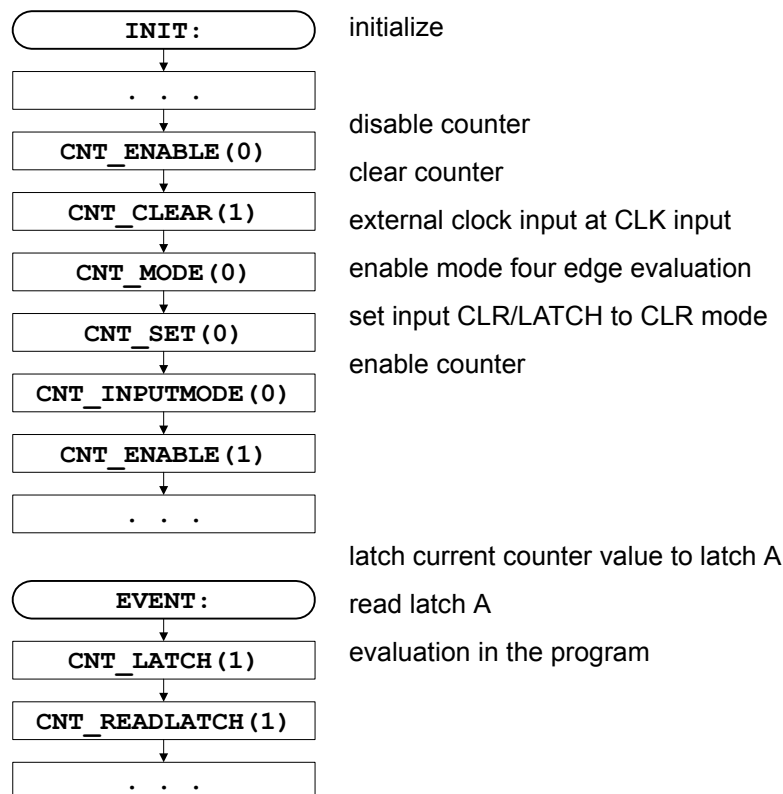 INIT:
initialize
. . .
disable counter
CNT_ENABLE(0)
clear counter
CNT_CLEAR(1)
external clock input at CLK input
CNT_MODE(0)
enable mode four edge evaluation
CNT_SET(0)
set input CLR/LATCH to CLR mode
enable counter
CNT_INPUTMODE(0)
CNT_ENABLE(1)
. . .
latch current counter value to latch A
EVENT:
read latch A
CNT_LATCH(1)
evaluation in the program
CNT_READLATCH(1)
. . .